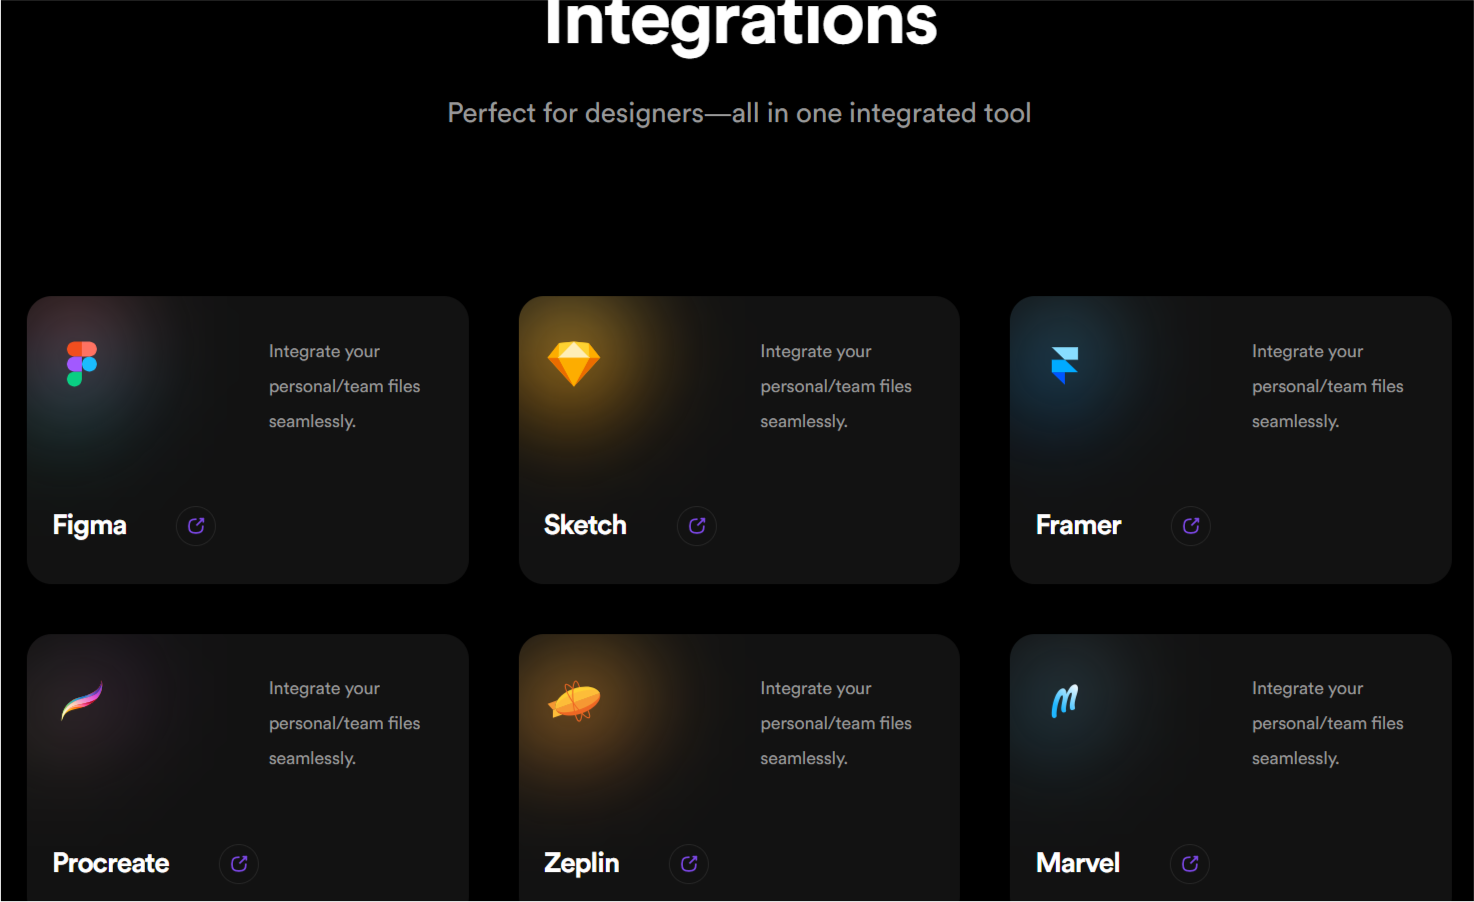 Integrations
Perfect for designers—all in one integrated tool
Integrate your
personal/team files
seamlessly.
Figma
Integrate your
personal/team files
seamlessly.
Sketch
Integrate your
personal/team files
seamlessly.
Framer
Integrate your
personal/team files
seamlessly.
Procreate
Integrate your
personal/team files
seamlessly.
Zeplin
Integrate your
personal/team files
seamlessly.
Marvel